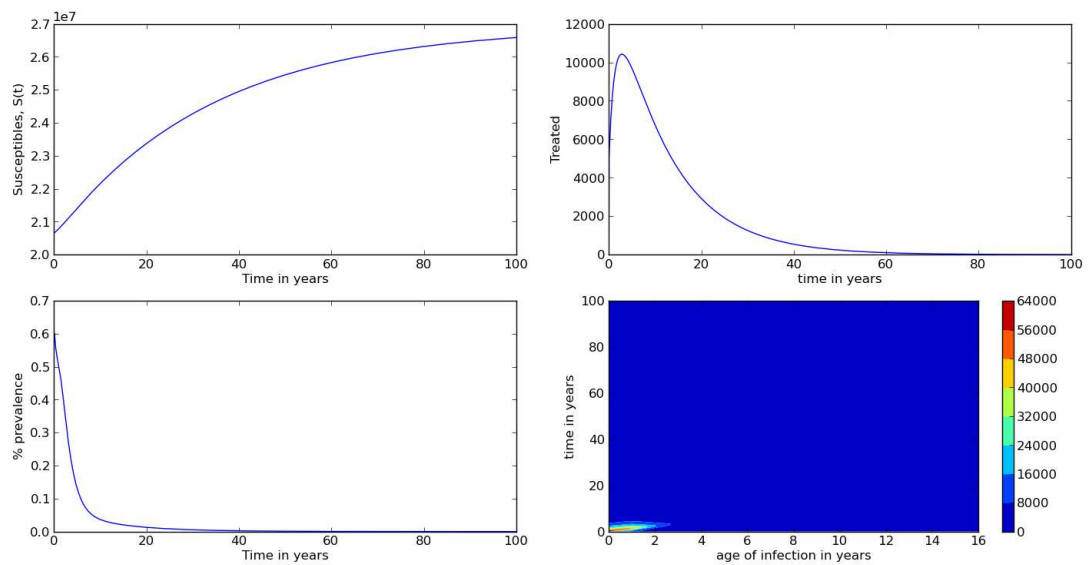 1e7
2.7
2.6
2.5
2.4
2.3
2.2
2.1
2.0
Susceptibles, S(t)
0 20 40 60 80 100
Time in years
12000
10000
8000
6000
4000
2000
0
Treated
0 20 40 60 80 100
time in years
0.7
0.6
0.5
0.4
0.3
0.2
0.1
0.0
% prevalence
0 20 40 60 80 100
Time in years
100
80
60
40
20
0
time in years
0 2 4 6 8 10 12 14 16
age of infection in years
64000
56000
48000
40000
32000
24000
16000
8000
0